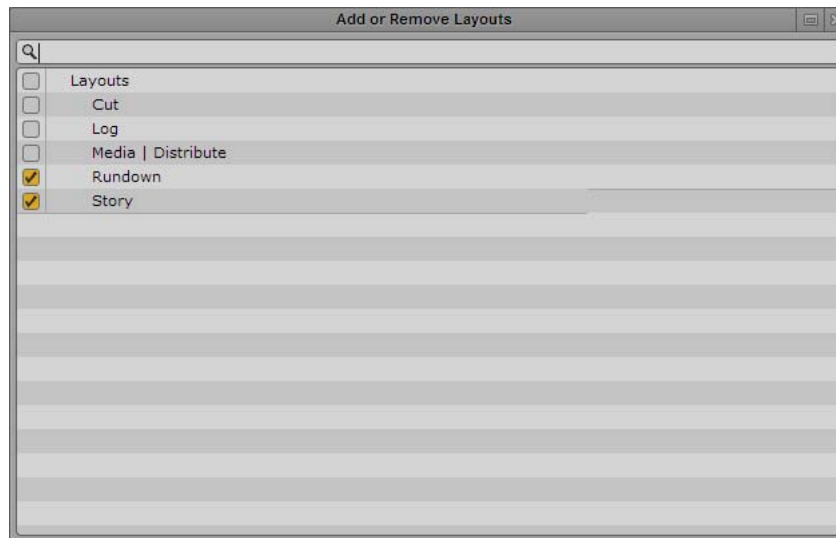 Add or Remove Layouts
Layouts
Cut
Log
Media | Distribute
Rundown
Story